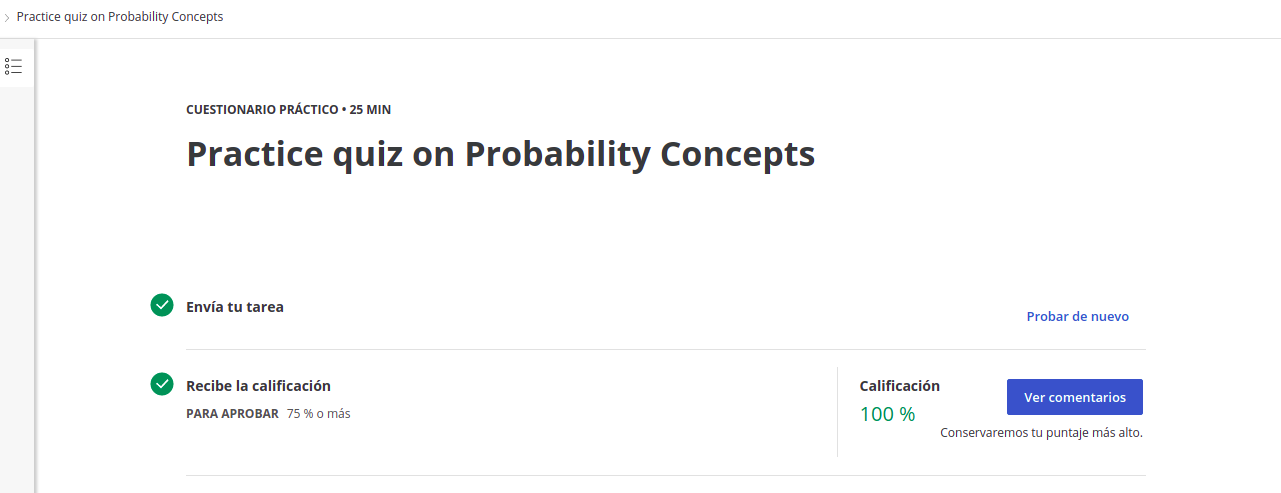 Practice quiz on Probability Concepts
CUESTIONARIO PRÁCTICO • 25 MIN
Practice quiz on Probability Concepts
Envía tu tarea
Probar de nuevo
Recibe la calificación
PARA APROBAR 75 % o más
Calificación
100 %
Ver comentarios
Conservaremos tu puntaje más alto.